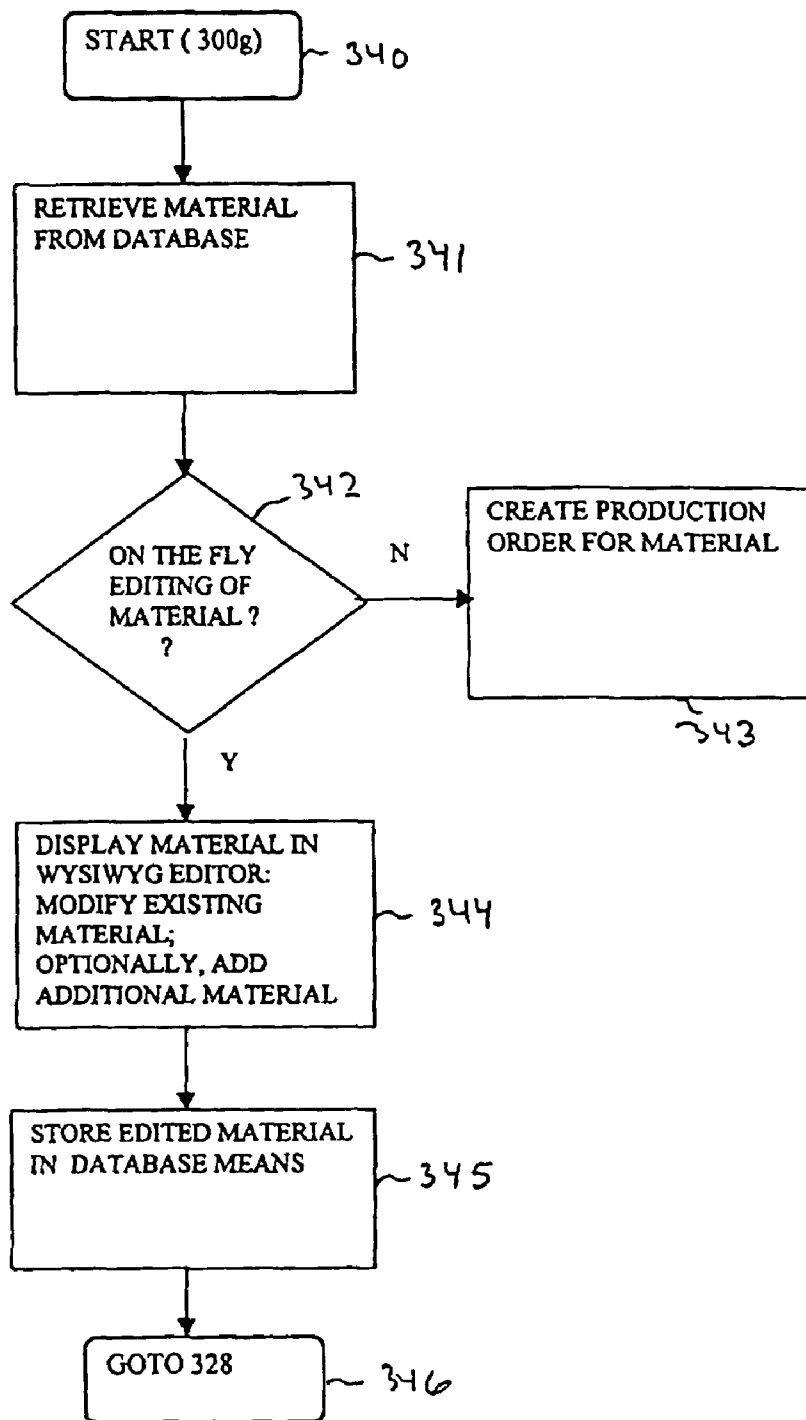 START ( 300g)
340
RETRIEVE MATERIAL
FROM DATABASE
341
342
ON THE FLY
EDITING OF
MATERIAL ?
?
N
CREATE PRODUCTION
ORDER FOR MATERIAL
343
Y
DISPLAY MATERIAL IN
WYSIWYG EDITOR:
MODIFY EXISTING
MATERIAL;
OPTIONALLY, ADD
ADDITIONAL MATERIAL
344
STORE EDITED MATERIAL
IN DATABASE MEANS
345
GOTO 328
346